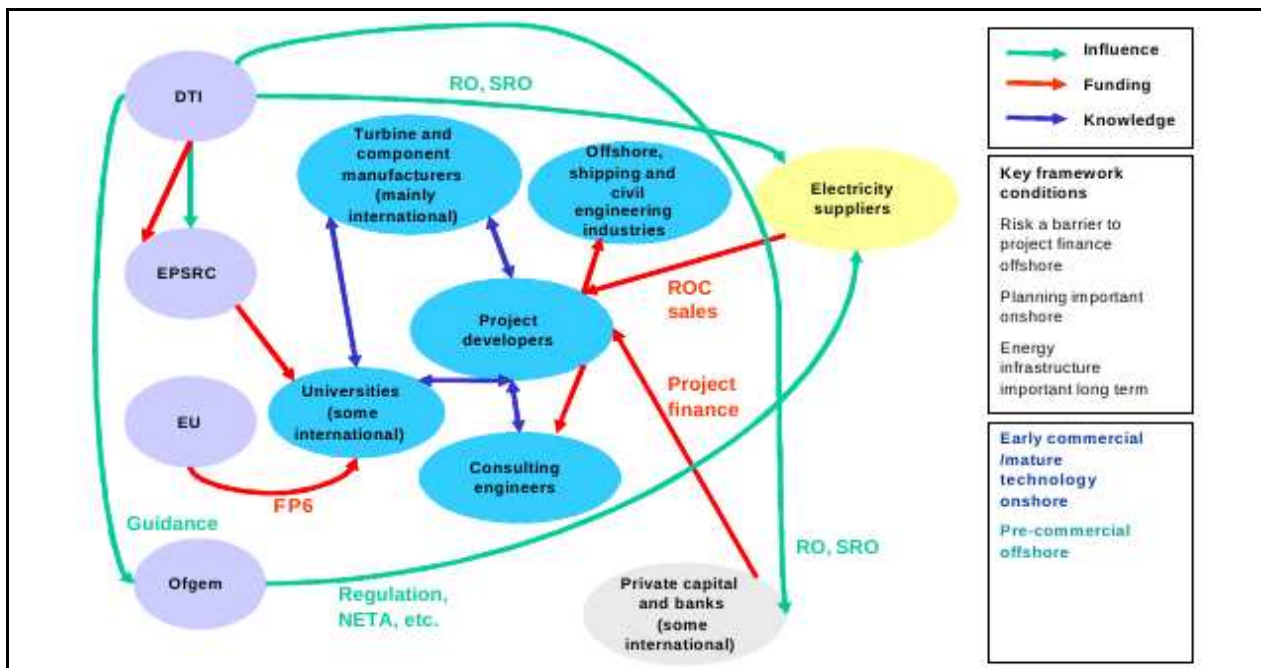 DTI
RO, SRO
Turbine and
component
manufacturers
(mainly
international)
Offshore,
shipping and
civil
engineering
industries
Electricity
suppliers
EPSRC
Project
developers
ROC
sales
Universities
(some
international)
Project
finance
EU
Consulting
engineers
FP6
Guidance
Ofgem
Regulation,
NETA, etc.
RO, SRO
Private capital
and banks
(some
international)
Influence
Funding
Knowledge
Key framework
conditions
Risk a barrier to
project finance
offshore
Planning important
onshore
Energy
infrastructure
important long term
Early commercial
/mature
technology
onshore
Pre-commercial
offshore